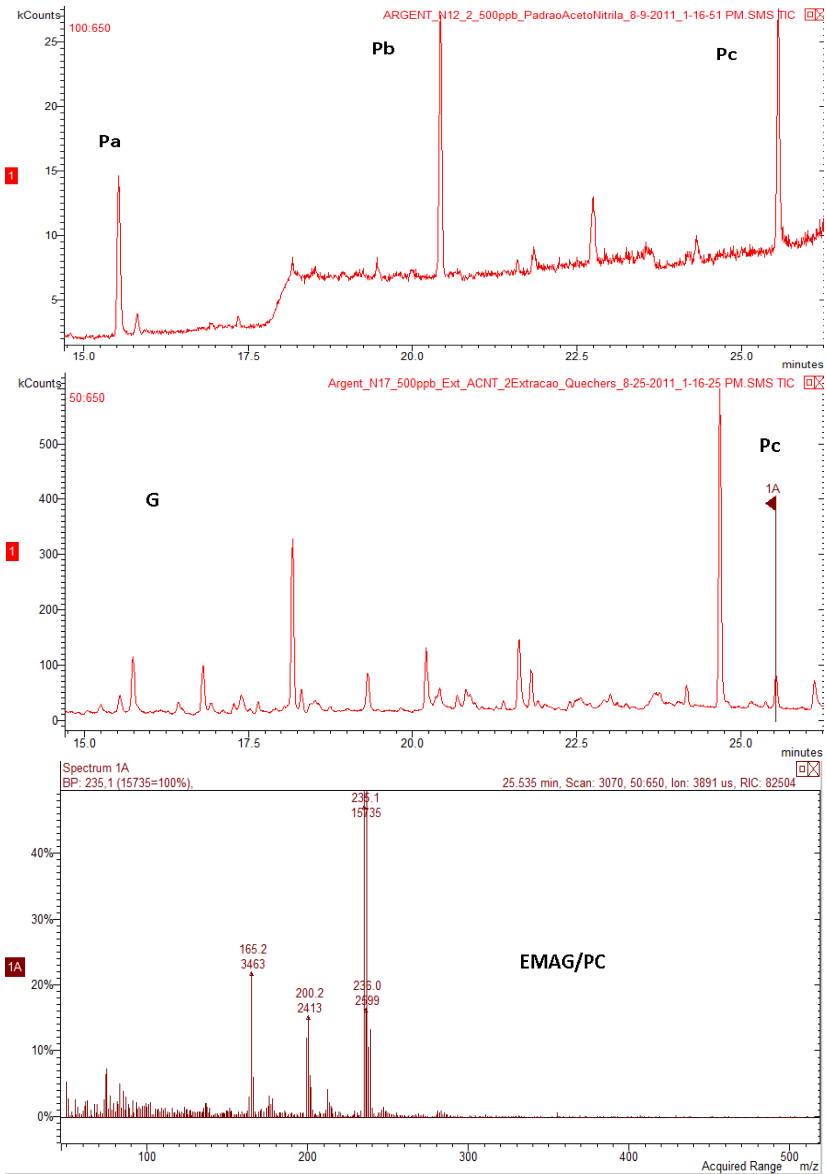 kCounts
ARGENT_N12_2_500ppb_PadraoAcetoNitrila_8-9-2011_1-16-51 PM.SMS TIC
100:650
Pa
Pb
Pc
25
20
15
10
5
1
15.0 17.5 20.0 22.5 25.0
minutes
kCounts
Argent_N17_500ppb_Ext_ACNT_2Extracao_Quechers_8-25-2011_1-16-25 PM.SMS TIC
50:650
Pc
1A
G
500
400
300
200
100
0
1
15.0 17.5 20.0 22.5 25.0
minutes
Spectrum 1A
BP: 235,1 (15735=100%),
25.535 min, Scan: 3070, 50:650, Ion: 3891 us, RIC: 82504
235.1
15735
40%
30%
20%
10%
0%
1A
165.2
3463
200.2
2413
236.0
2599
EMAG/PC
100 200 300 400 500
Acquired Range m/z